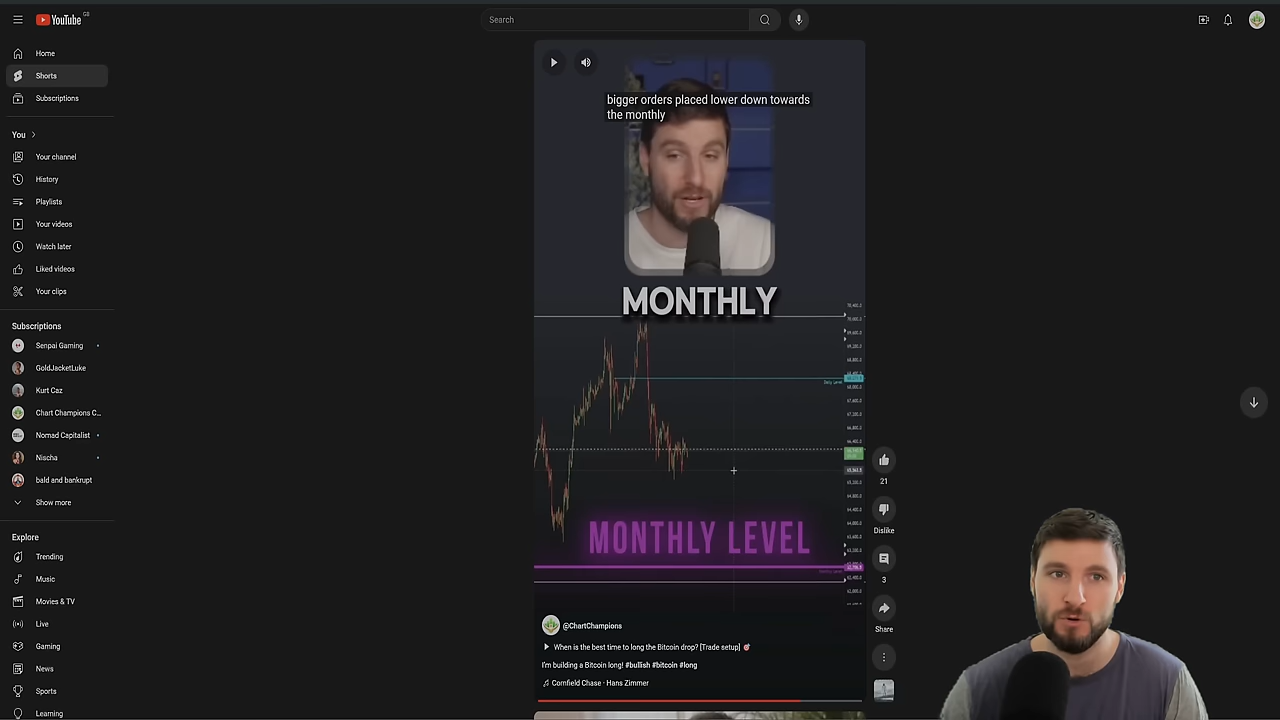 YouTube GB
Search
Home
Shorts
Subscriptions
You
Your channel
History
Playlists
Your videos
Watch later
Liked videos
Your clips
Subscriptions
Senpai Gaming
GoldJacketLuke
Kurt Caz
Chart Champions C...
Nomad Capitalist
Nischa
bald and bankrupt
Show more
Explore
Trending
Music
Movies & TV
Live
Gaming
News
Sports
Learning
bigger orders placed lower down towards
the monthly
MONTHLY
Daily Level
MONTHLY LEVEL
@ChartChampions
When is the best time to long the Bitcoin drop? [Trade setup] 🎯
I'm building a Bitcoin long! #bullish #bitcoin #long
Cornfield Chase · Hans Zimmer
21
Dislike
3
Share